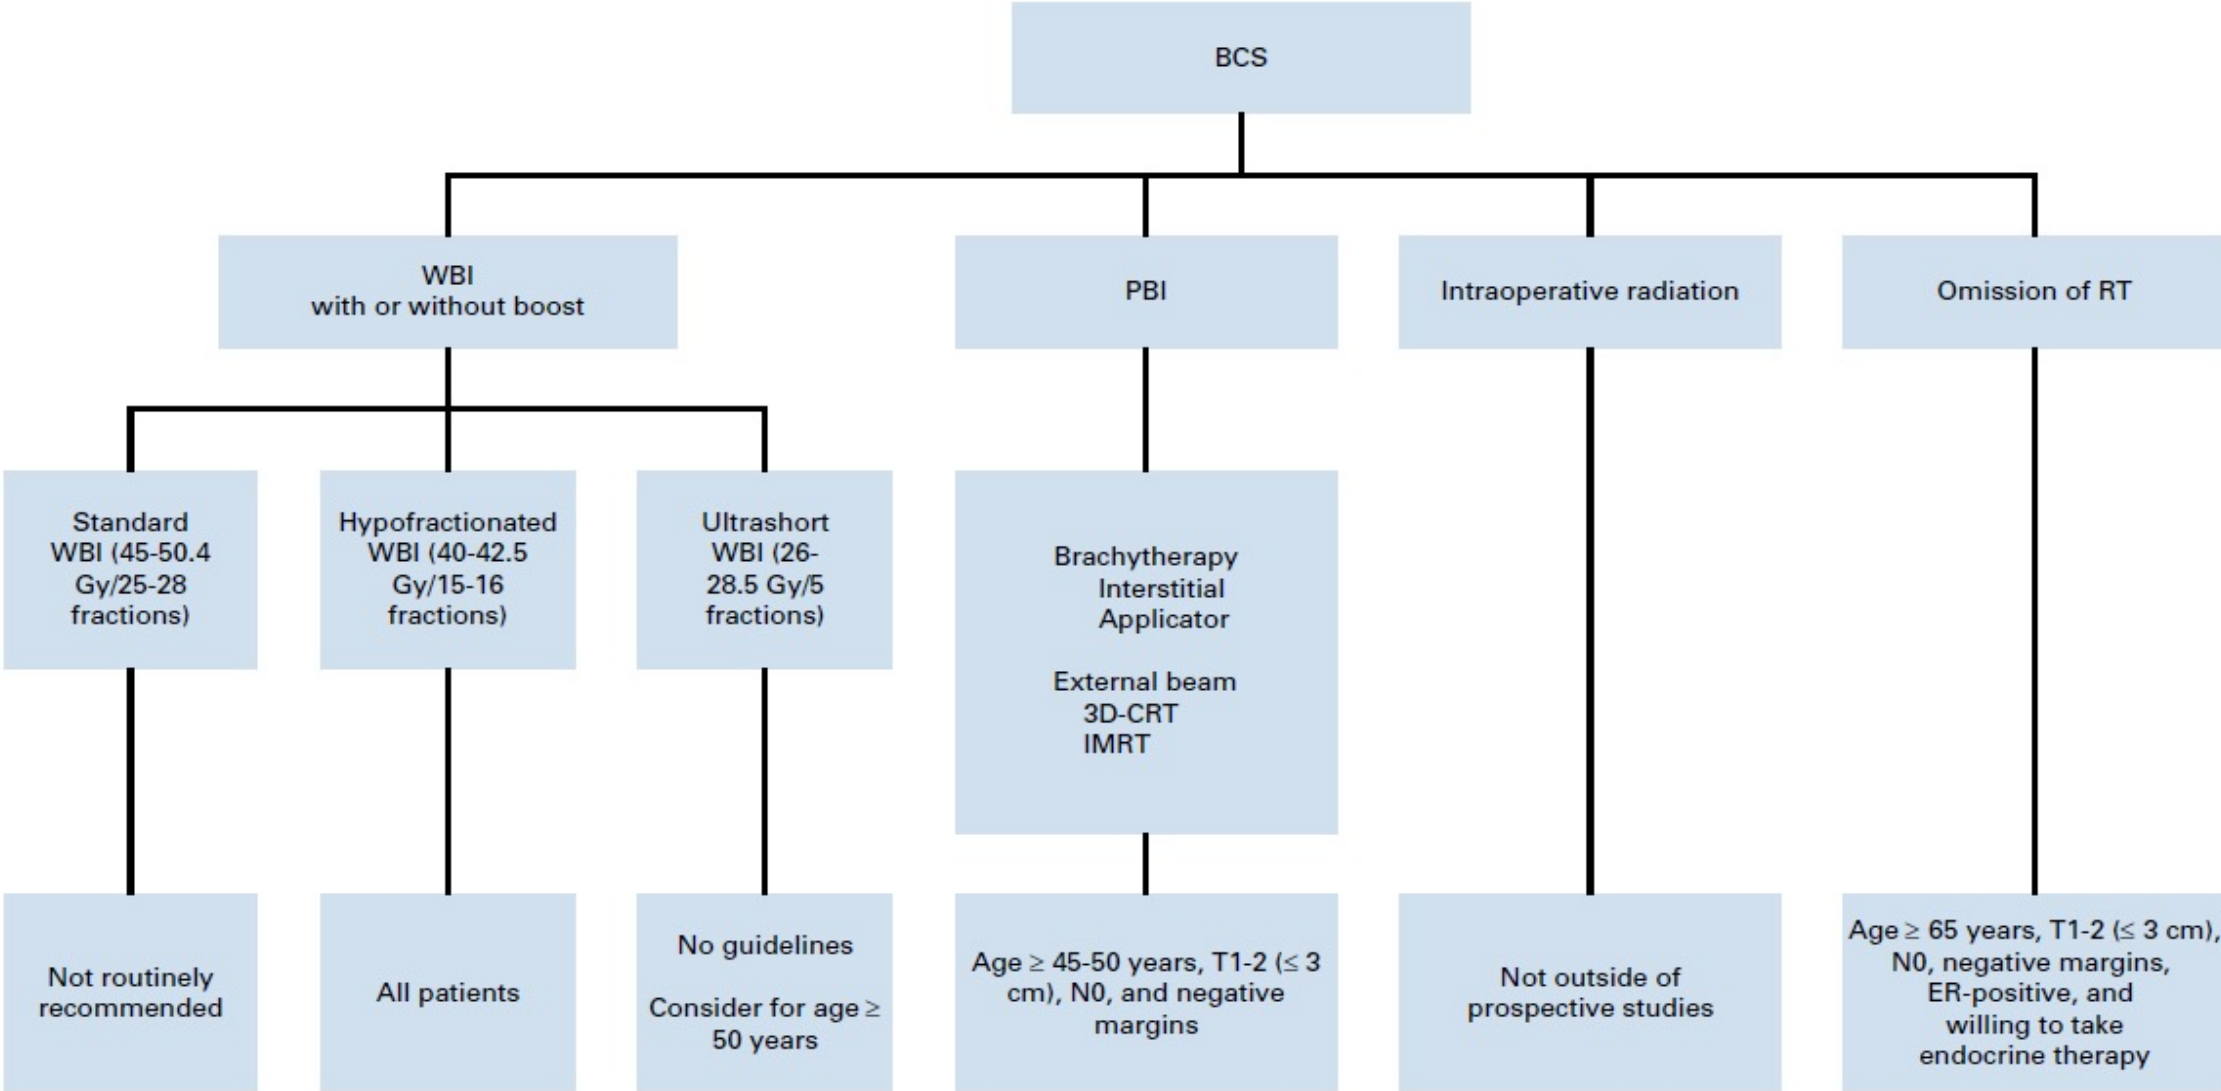 BCS
WBI
with or without boost
PBI
Intraoperative radiation
Omission of RT
Standard
WBI (45-50.4
Gy/25-28
fractions)
Hypofractionated
WBI (40-42.5
Gy/15-16
fractions)
Ultrashort
WBI (26-
28.5 Gy/5
fractions)
Brachytherapy
Interstitial
Applicator
External beam
3D-CRT
IMRT
Not routinely
recommended
All patients
No guidelines
Consider for age ≥
50 years
Age ≥ 45-50 years, T1-2 (≤ 3
cm), N0, and negative
margins
Not outside of
prospective studies
Age ≥ 65 years, T1-2 (≤ 3 cm),
N0, negative margins,
ER-positive, and
willing to take
endocrine therapy